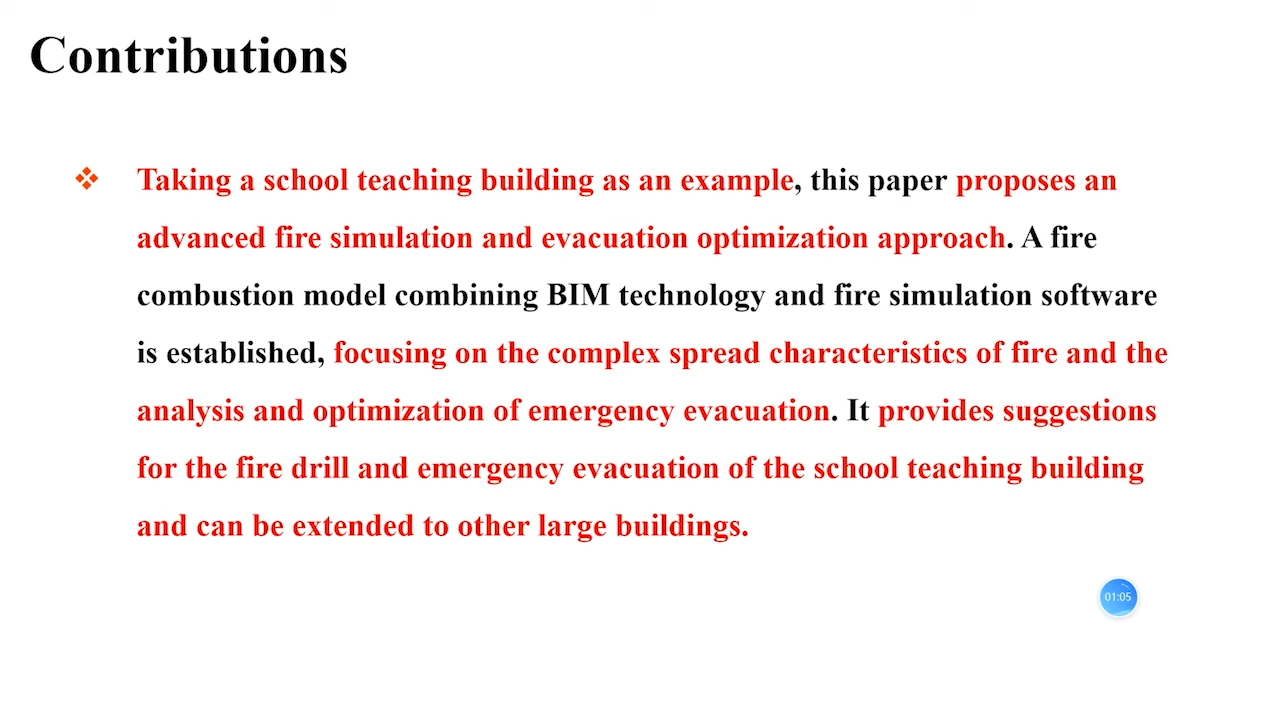 Contributions
Taking a school teaching building as an example, this paper proposes an
advanced fire simulation and evacuation optimization approach. A fire
combustion model combining BIM technology and fire simulation software
is established, focusing on the complex spread characteristics of fire and the
analysis and optimization of emergency evacuation. It provides suggestions
for the fire drill and emergency evacuation of the school teaching building
and can be extended to other large buildings.
01:05